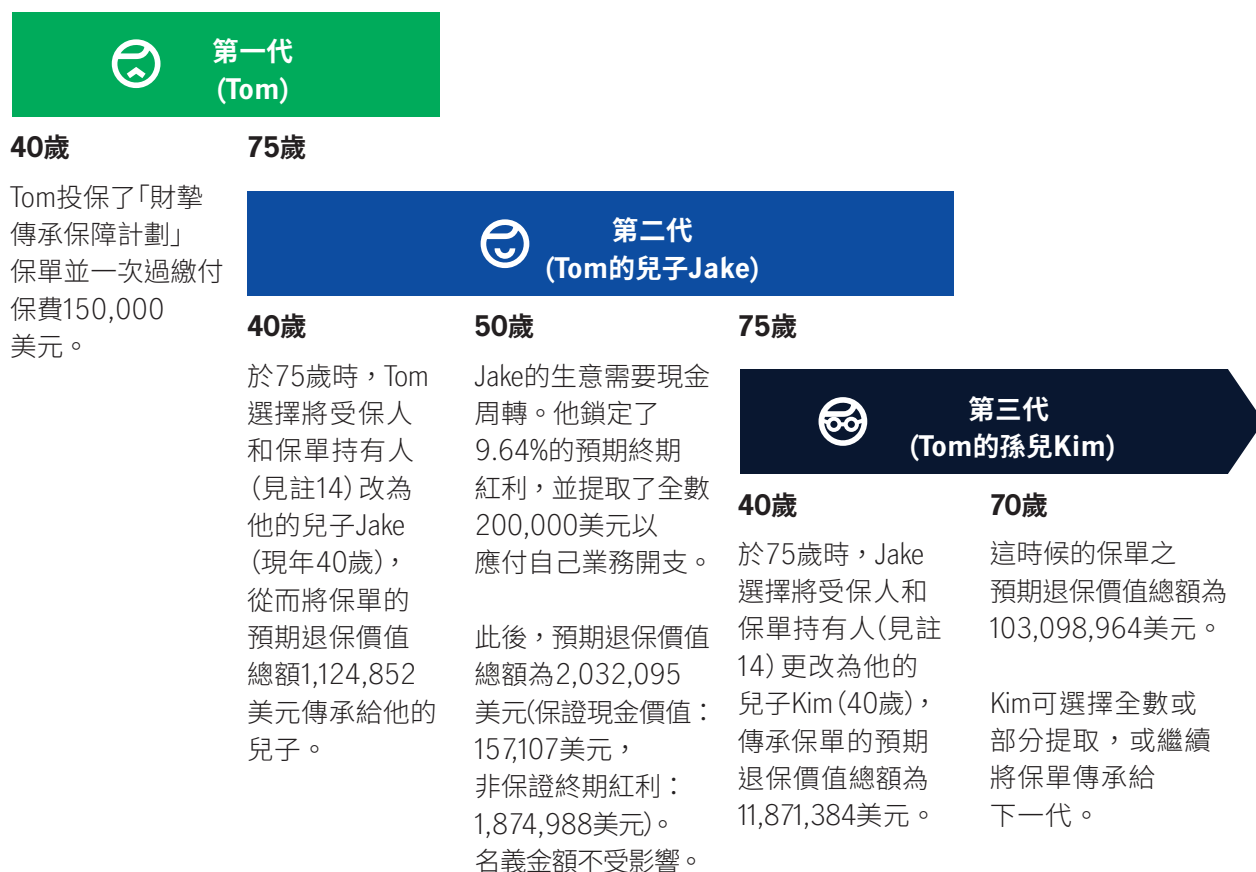 第一代
(Tom)
40歲
Tom投保了「財摯
傳承保障計劃」
保單並一次過繳付
保費150,000
美元。
75歲
第二代
(Tom的兒子Jake)
40歲
於75歲時，Tom
選擇將受保人
和保單持有人
(見註14) 改為
他的兒子Jake
(現年40歲)，
從而將保單的
預期退保價值
總額1,124,852
美元傳承給他的
兒子。
50歲
Jake的生意需要現金
周轉。他鎖定了
9.64%的預期終期
紅利，並提取了全數
200,000美元以
應付自己業務開支。
此後，預期退保價值
總額為2,032,095
美元(保證現金價值：
157,107美元，
非保證終期紅利：
1,874,988美元)。
名義金額不受影響。
75歲
第三代
(Tom的孫兒Kim)
40歲
於75歲時，Jake
選擇將受保人和
保單持有人(見註
14) 更改為他的
兒子Kim (40歲)，
傳承保單的預期
退保價值總額為
11,871,384美元。
70歲
這時候的保單之
預期退保價值總額為
103,098,964美元。
Kim可選擇全數或
部分提取，或繼續
將保單傳承給
下一代。